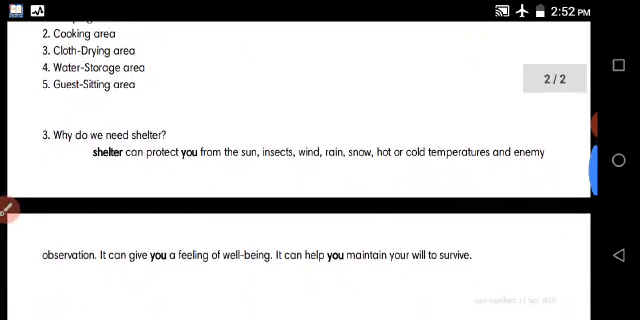 2:52 PM
2. Cooking area
3. Cloth-Drying area
4. Water-Storage area
5. Guest-Sitting area
2 / 2
3. Why do we need shelter?
shelter can protect you from the sun, insects, wind, rain, snow, hot or cold temperatures and enemy
observation. It can give you a feeling of well-being. It can help you maintain your will to survive.